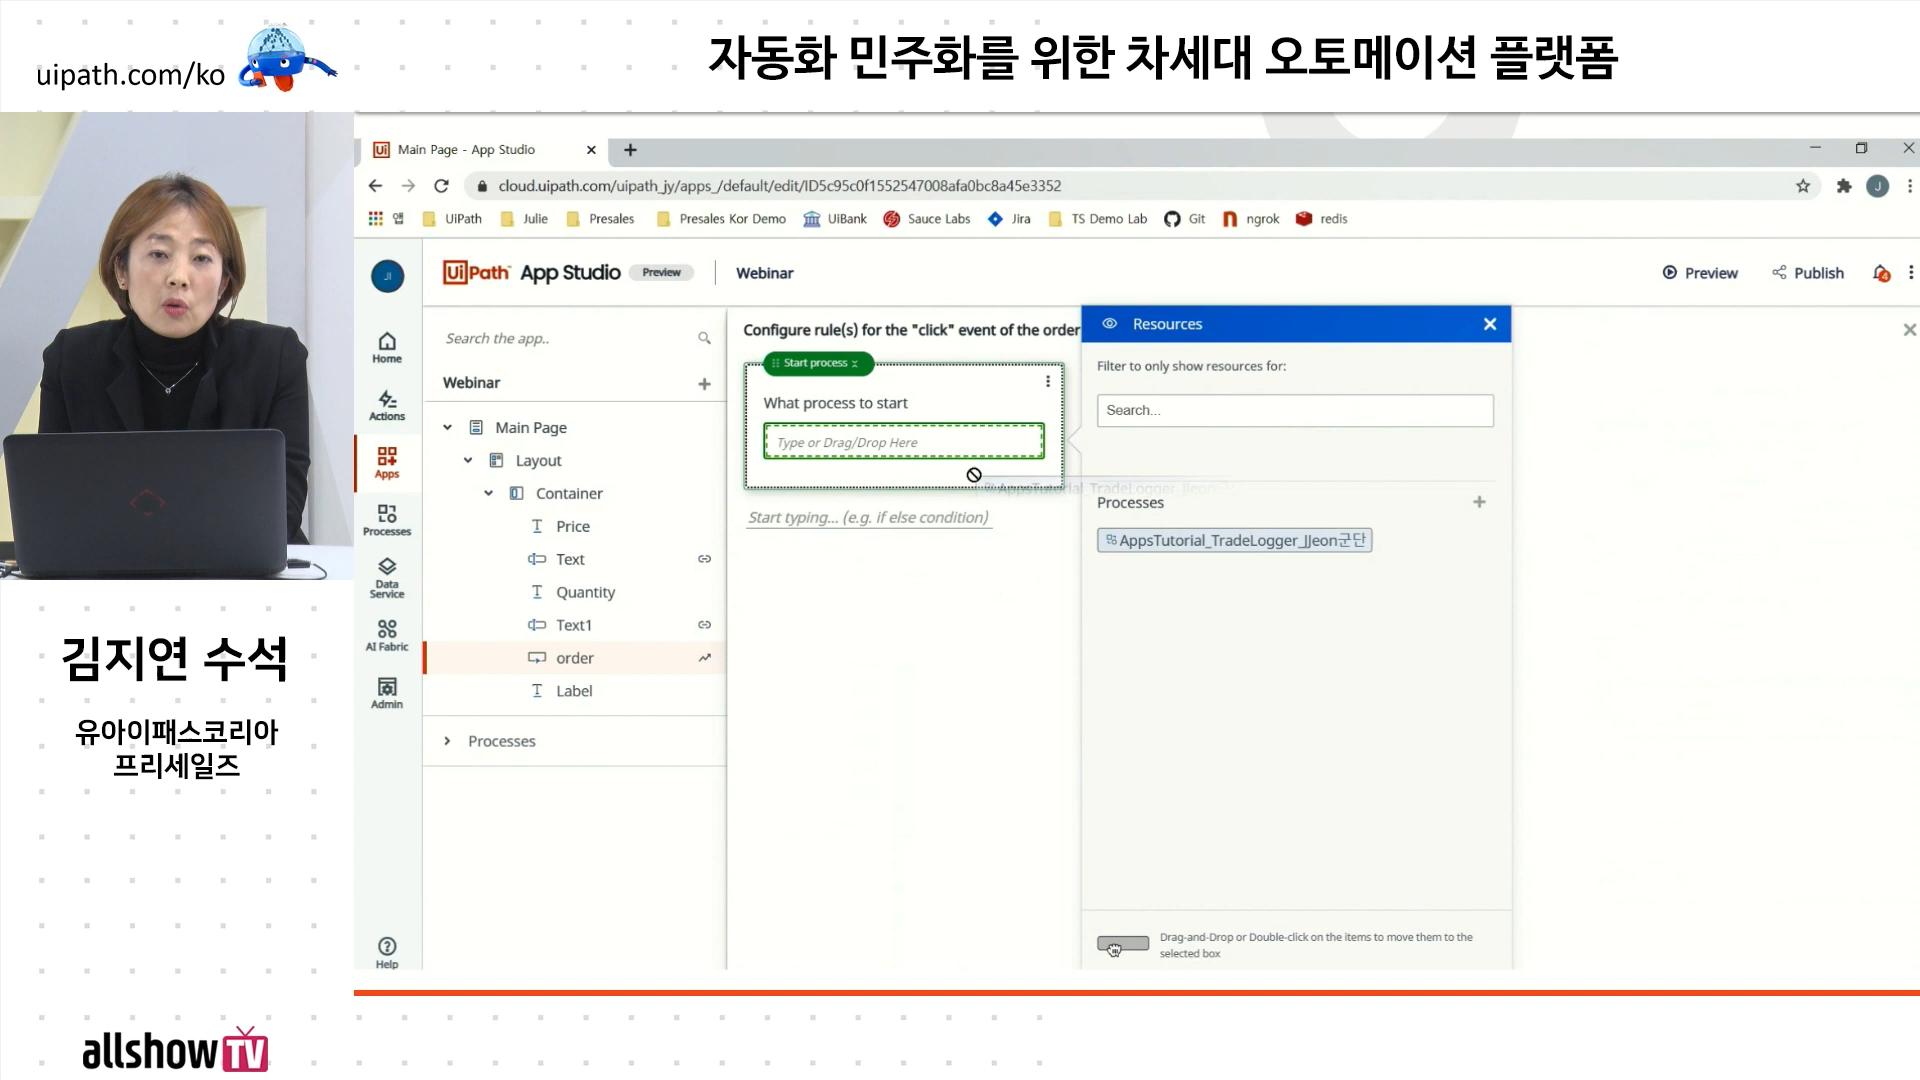 uipath.com/ko
자동화 민주화를 위한 차세대 오토메이션 플랫폼
Main Page - App Studio
cloud.uipath.com/uipath_jy/apps_/default/edit/ID5c95c0f1552547008afa0bc8a45e3352
J
앱 UiPath Julie Presales Presales Kor Demo UiBank Sauce Labs Jira TS Demo Lab Git ngrok redis
JI
Home
Actions
Apps
Processes
Data Service
AI Fabric
Admin
Help
UiPath App Studio Preview Webinar
Preview Publish 4
Search the app..
Webinar
Main Page
Layout
Container
Price
Text
Quantity
Text1
order
Label
Processes
Configure rule(s) for the "click" event of the order
Start process
What process to start
Type or Drag/Drop Here
Start typing... (e.g. if else condition)
Resources
Filter to only show resources for:
Search...
Processes
AppsTutorial_TradeLogger_JJeon군단
Drag-and-Drop or Double-click on the items to move them to the
selected box
김지연 수석
유아이패스코리아
프리세일즈
allshow TV